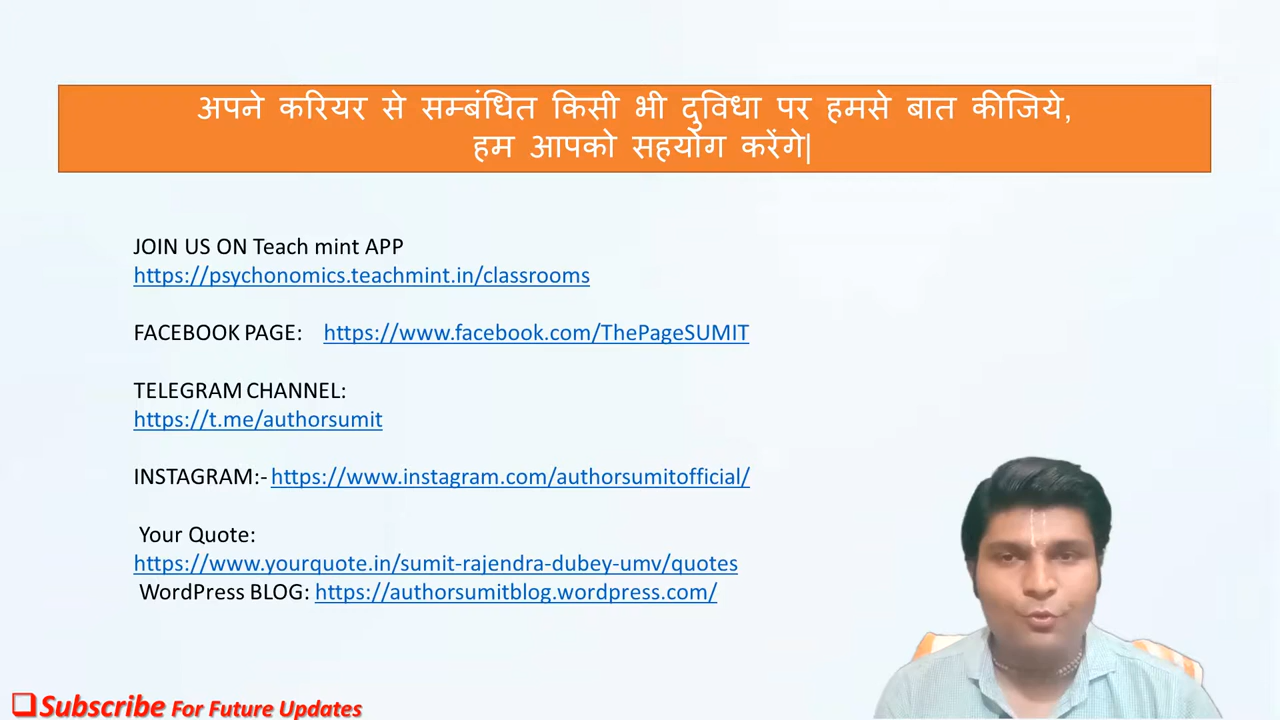 अपने करियर से सम्बंधित किसी भी दुविधा पर हमसे बात कीजिये,
हम आपको सहयोग करेंगे|
JOIN US ON Teach mint APP
https://psychonomics.teachmint.in/classrooms
FACEBOOK PAGE: https://www.facebook.com/ThePageSUMIT
TELEGRAM CHANNEL:
https://t.me/authorsumit
INSTAGRAM:- https://www.instagram.com/authorsumitofficial/
Your Quote:
https://www.yourquote.in/sumit-rajendra-dubey-umv/quotes
WordPress BLOG: https://authorsumitblog.wordpress.com/
Subscribe For Future Updates